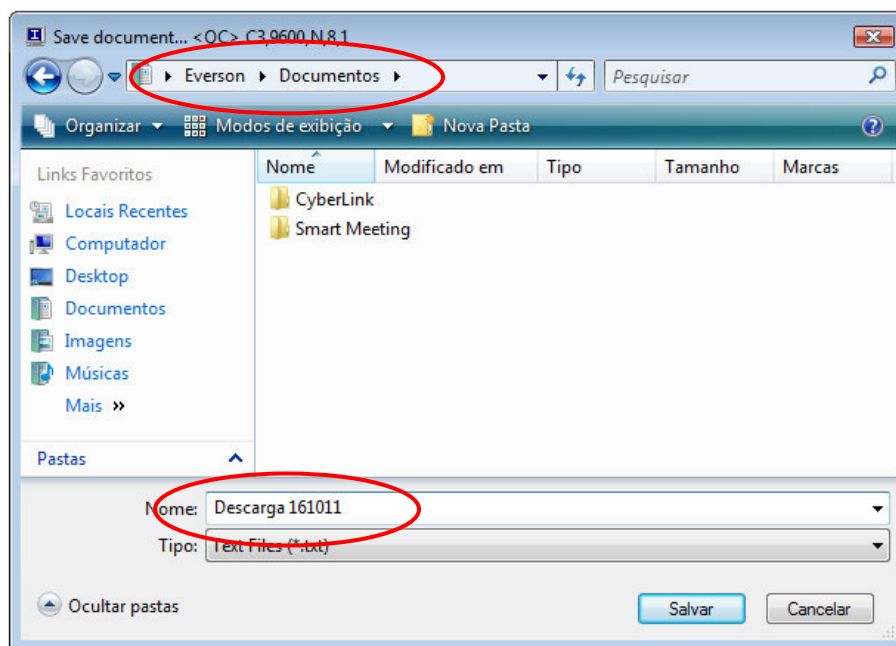 Save document... <QC> C3,9600,N,8,1
Everson Documentos Pesquisar
Organizar Modos de exibição Nova Pasta
Links Favoritos
Locais Recentes
Computador
Desktop
Documentos
Imagens
Músicas
Mais »
Pastas
Nome Modificado em Tipo Tamanho Marcas
CyberLink
Smart Meeting
Nome: Descarga 161011
Tipo: Text Files (*.txt)
Ocultar pastas Salvar Cancelar